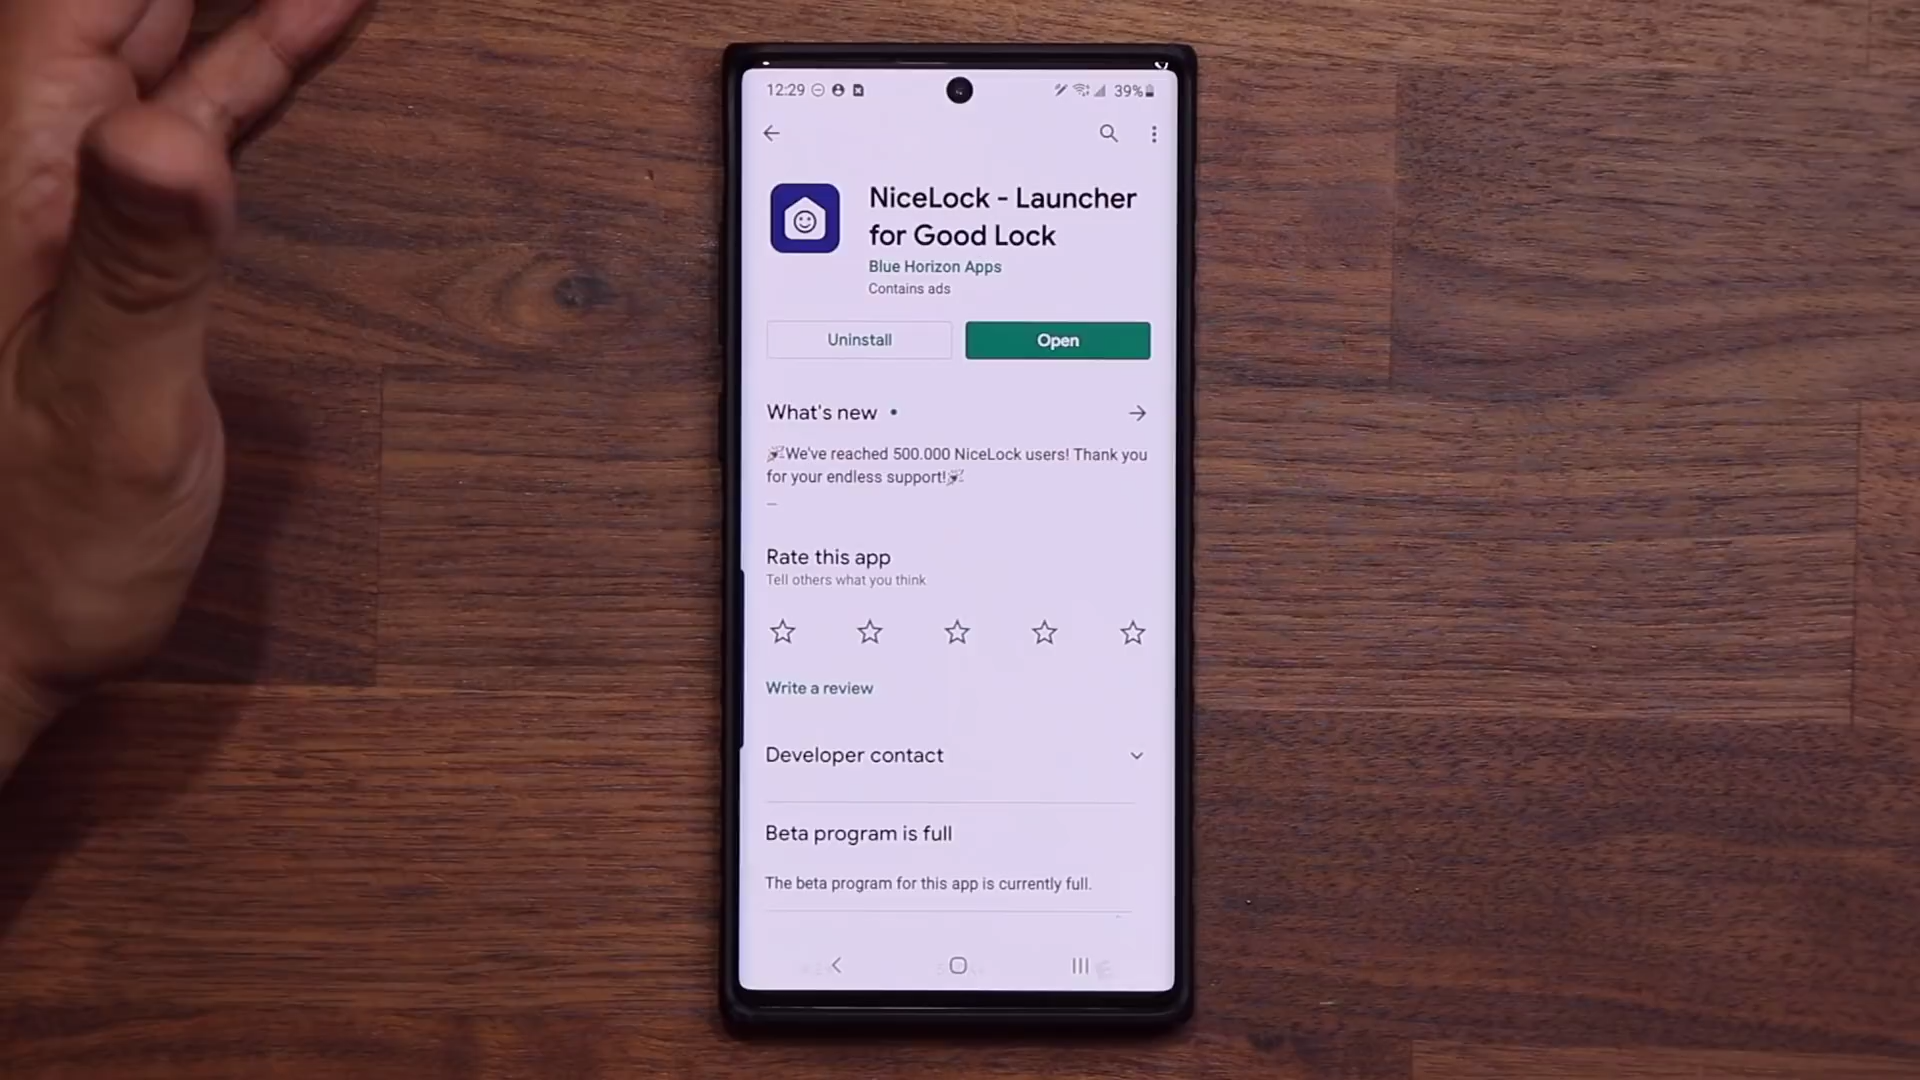 12:29 39%
NiceLock - Launcher
for Good Lock
Blue Horizon Apps
Contains ads
Uninstall Open
What's new •
🎉We've reached 500.000 NiceLock users! Thank you
for your endless support!🎉
—
Rate this app
Tell others what you think
Write a review
Developer contact
Beta program is full
The beta program for this app is currently full.